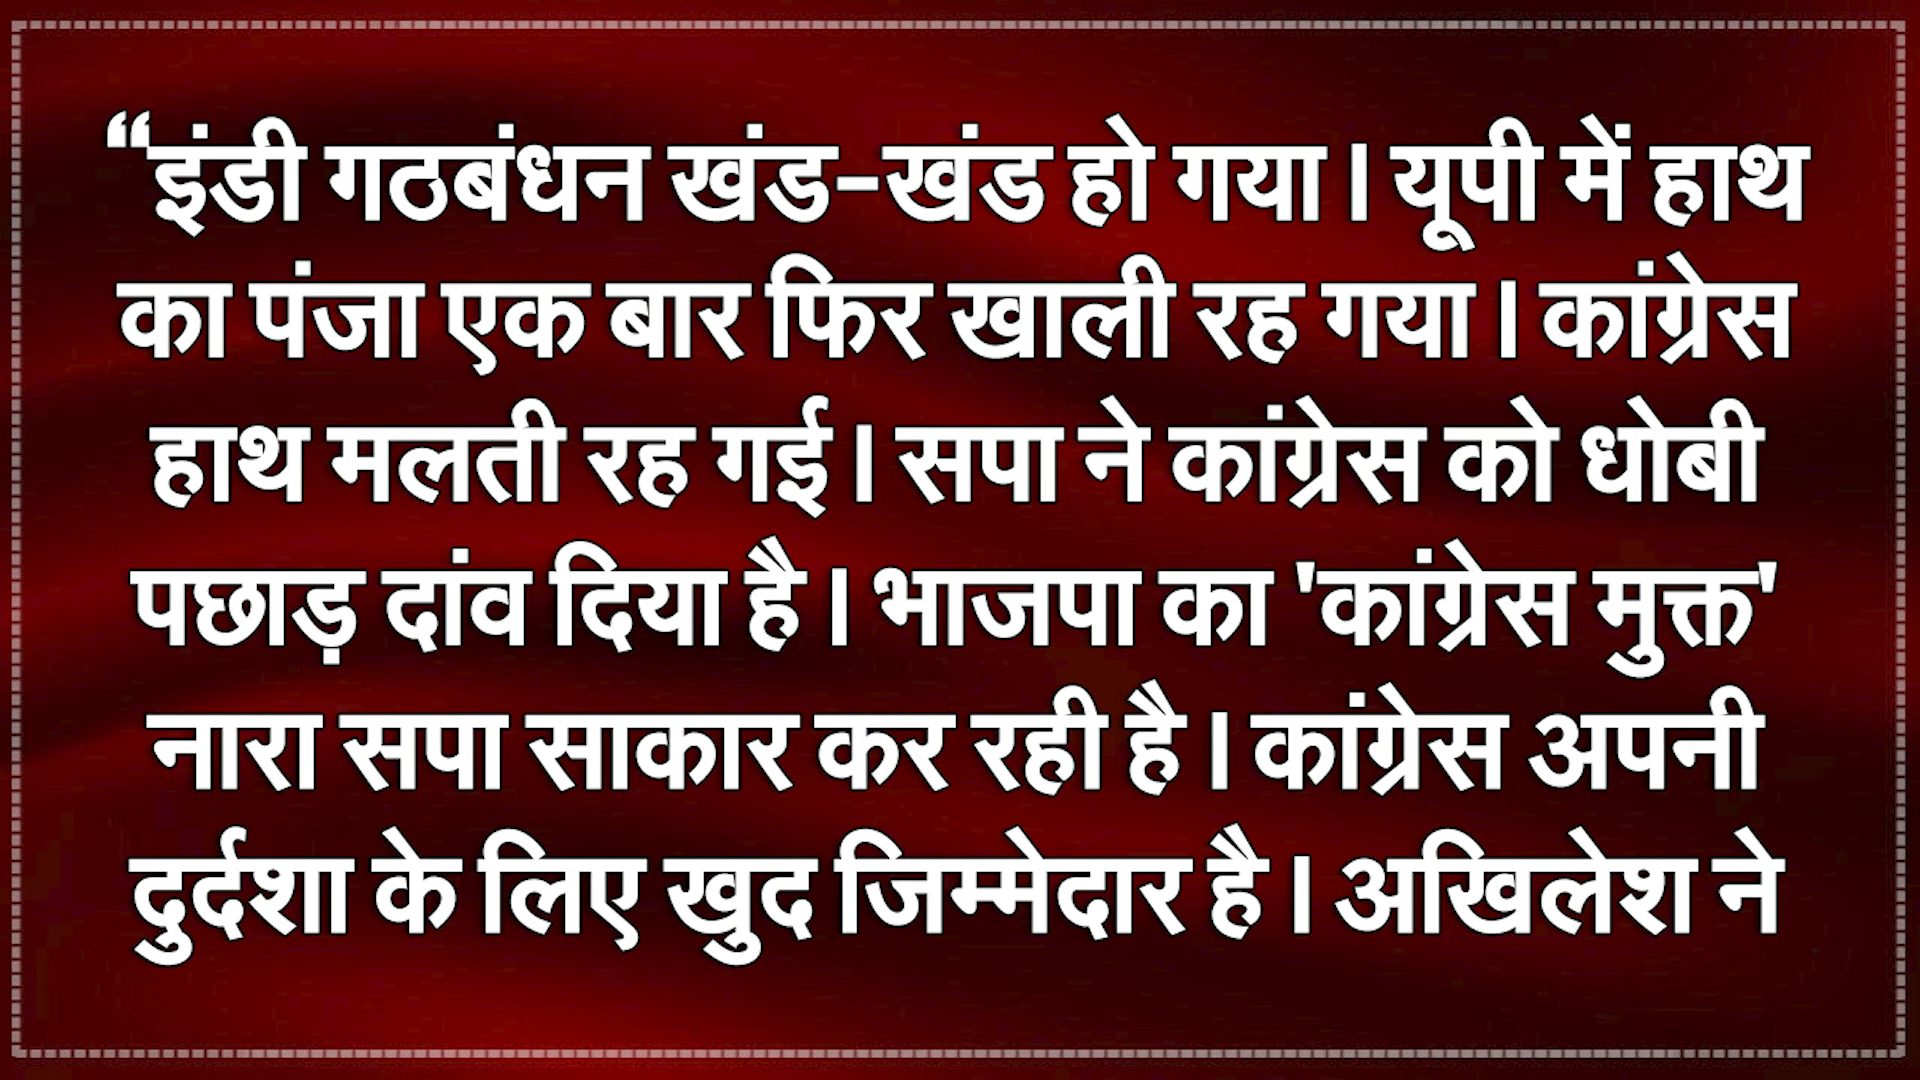 “इंडी गठबंधन खंड-खंड हो गया । यूपी में हाथ
का पंजा एक बार फिर खाली रह गया । कांग्रेस
हाथ मलती रह गई । सपा ने कांग्रेस को धोबी
पछाड़ दांव दिया है । भाजपा का 'कांग्रेस मुक्त'
नारा सपा साकार कर रही है । कांग्रेस अपनी
दुर्दशा के लिए खुद जिम्मेदार है । अखिलेश ने